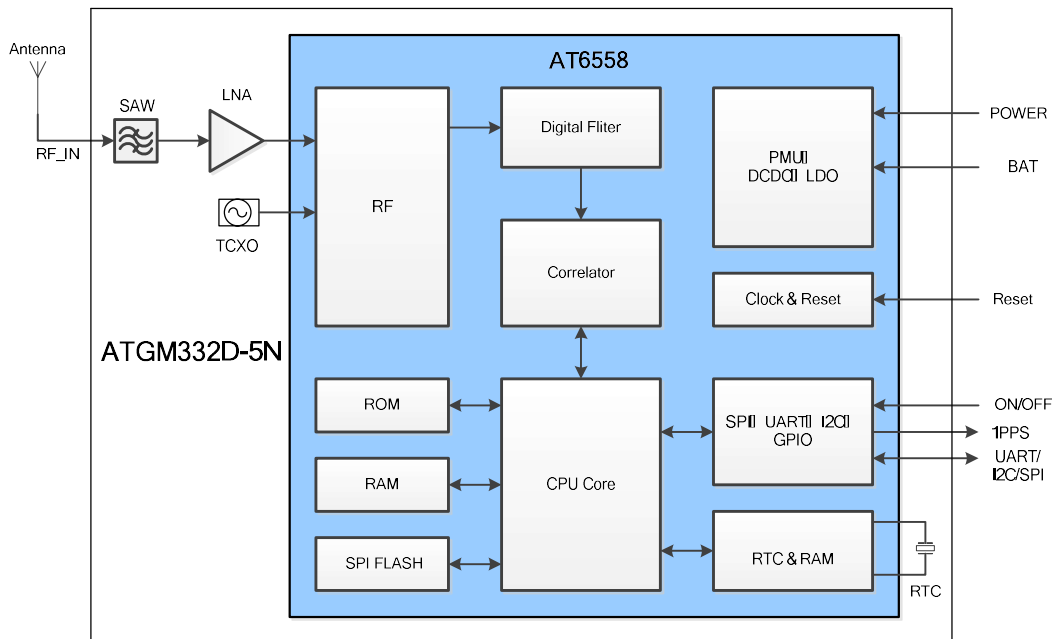 AT6558
Antenna
SAW
LNA
RF_IN
TCXO
RF
Digital Fliter
Correlator
PMU
DCDC LDO
POWER
BAT
Clock & Reset
Reset
ATGM332D-5N
ROM
RAM
SPI FLASH
CPU Core
SPI UART I2C
GPIO
ON/OFF
1PPS
UART/
I2C/SPI
RTC & RAM
RTC